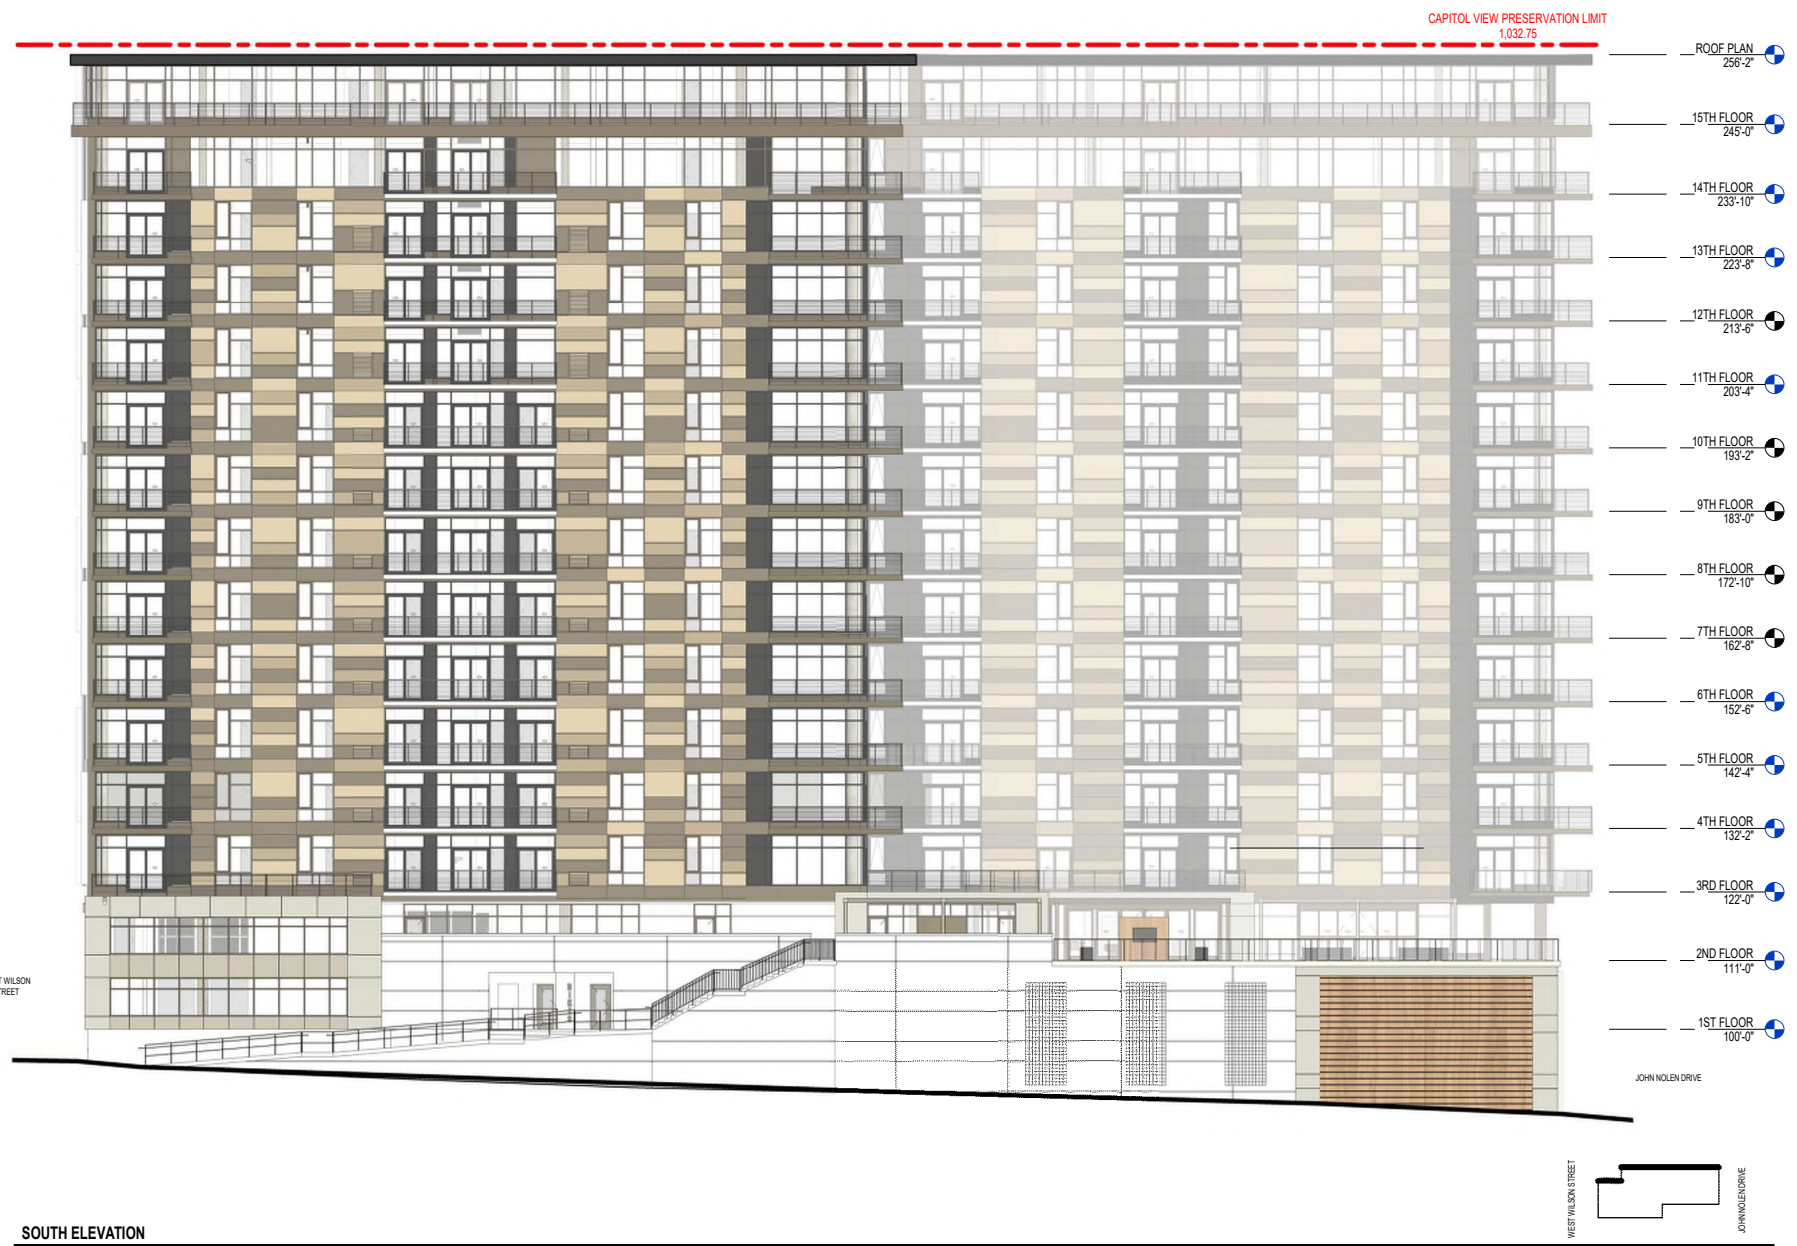 CAPITOL VIEW PRESERVATION LIMIT
1,032.75
ROOF PLAN
256'-2"
15TH FLOOR
245'-0"
14TH FLOOR
233'-10"
13TH FLOOR
223'-8"
12TH FLOOR
213'-6"
11TH FLOOR
203'-4"
10TH FLOOR
193'-2"
9TH FLOOR
183'-0"
8TH FLOOR
172'-10"
7TH FLOOR
162'-8"
6TH FLOOR
152'-6"
5TH FLOOR
142'-4"
4TH FLOOR
132'-2"
3RD FLOOR
122'-0"
2ND FLOOR
111'-0"
T WILSON
TREET
1ST FLOOR
100'-0"
JOHN NOLEN DRIVE
WEST WILSON STREET
JOHN NOLEN DRIVE
SOUTH ELEVATION